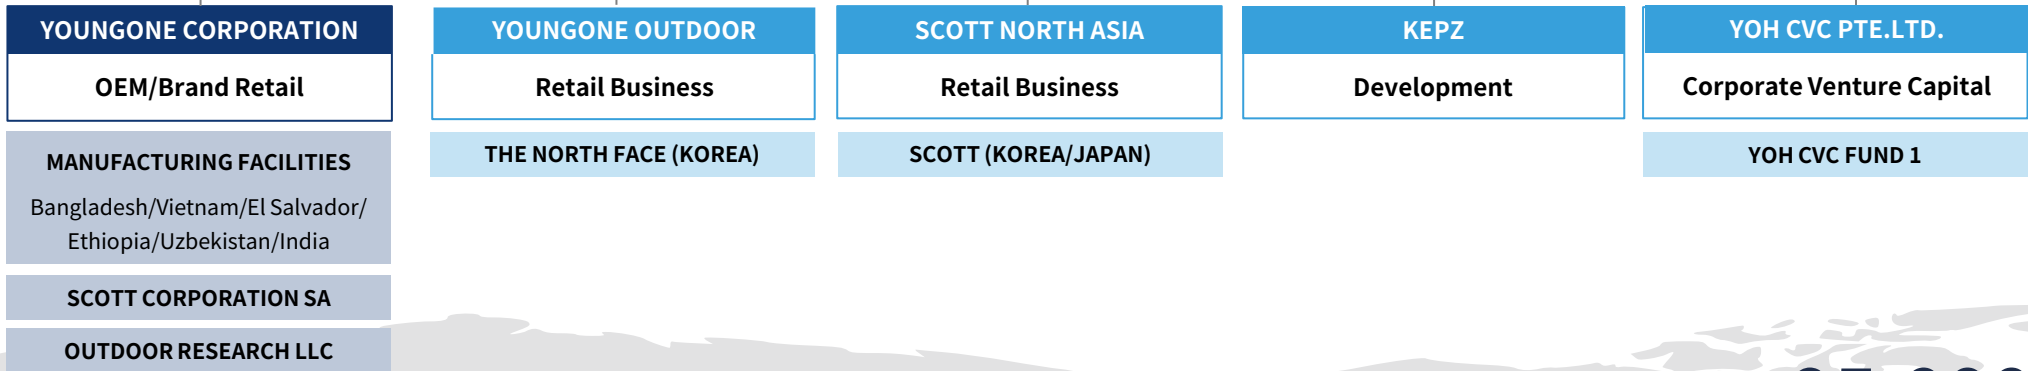 YOUNGONE CORPORATION
OEM/Brand Retail
MANUFACTURING FACILITIES
Bangladesh/Vietnam/El Salvador/
Ethiopia/Uzbekistan/India
SCOTT CORPORATION SA
OUTDOOR RESEARCH LLC
YOUNGONE OUTDOOR
Retail Business
THE NORTH FACE (KOREA)
SCOTT NORTH ASIA
Retail Business
SCOTT (KOREA/JAPAN)
KEPZ
Development
YOH CVC PTE.LTD.
Corporate Venture Capital
YOH CVC FUND 1